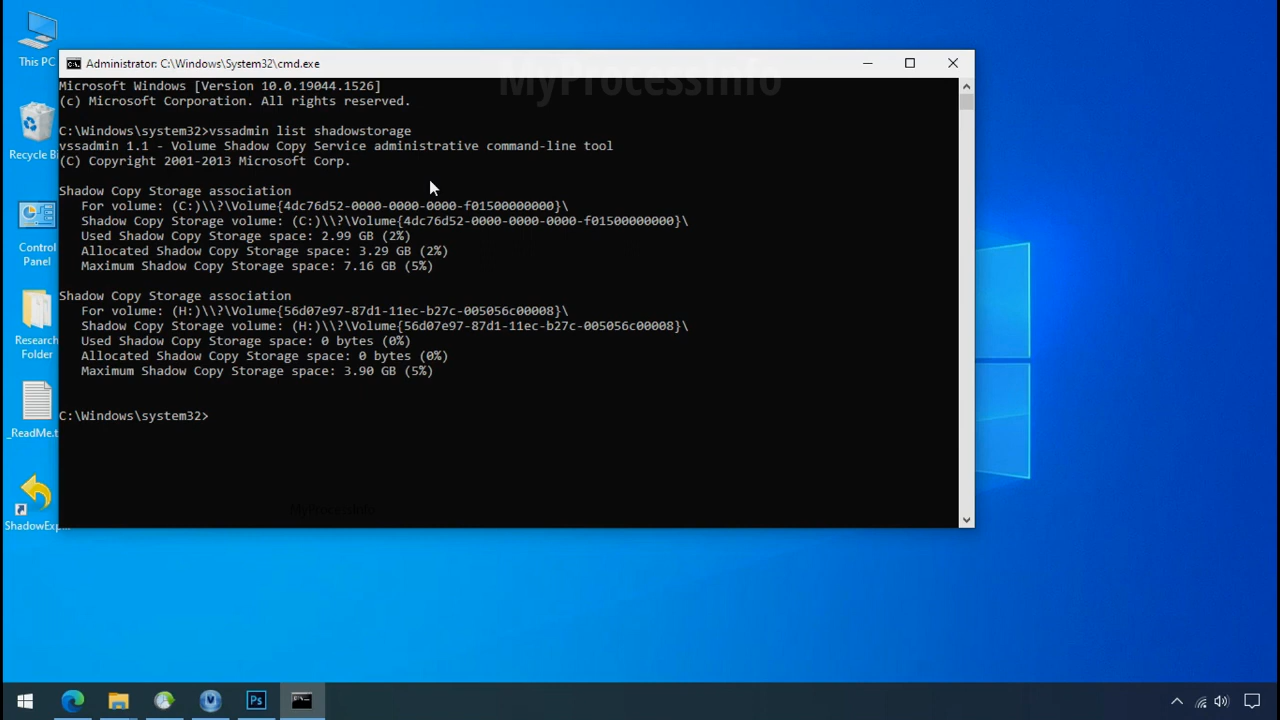 This PC
Administrator: C:\Windows\System32\cmd.exe
MyProcessInfo
Microsoft Windows [Version 10.0.19044.1526]
(c) Microsoft Corporation. All rights reserved.
C:\Windows\system32>vssadmin list shadowstorage
vssadmin 1.1 - Volume Shadow Copy Service administrative command-line tool
(C) Copyright 2001-2013 Microsoft Corp.
Shadow Copy Storage association
For volume: (C:)\\?\Volume{4dc76d52-0000-0000-0000-f01500000000}\
Shadow Copy Storage volume: (C:)\\?\Volume{4dc76d52-0000-0000-0000-f01500000000}\
Used Shadow Copy Storage space: 2.99 GB (2%)
Allocated Shadow Copy Storage space: 3.29 GB (2%)
Maximum Shadow Copy Storage space: 7.16 GB (5%)
Shadow Copy Storage association
For volume: (H:)\\?\Volume{56d07e97-87d1-11ec-b27c-005056c00008}\
Shadow Copy Storage volume: (H:)\\?\Volume{56d07e97-87d1-11ec-b27c-005056c00008}\
Used Shadow Copy Storage space: 0 bytes (0%)
Allocated Shadow Copy Storage space: 0 bytes (0%)
Maximum Shadow Copy Storage space: 3.90 GB (5%)
C:\Windows\system32>
MyProcessInfo
Recycle B
Control
Panel
Research
Folder
_ReadMe.t
ShadowExp...
Ps